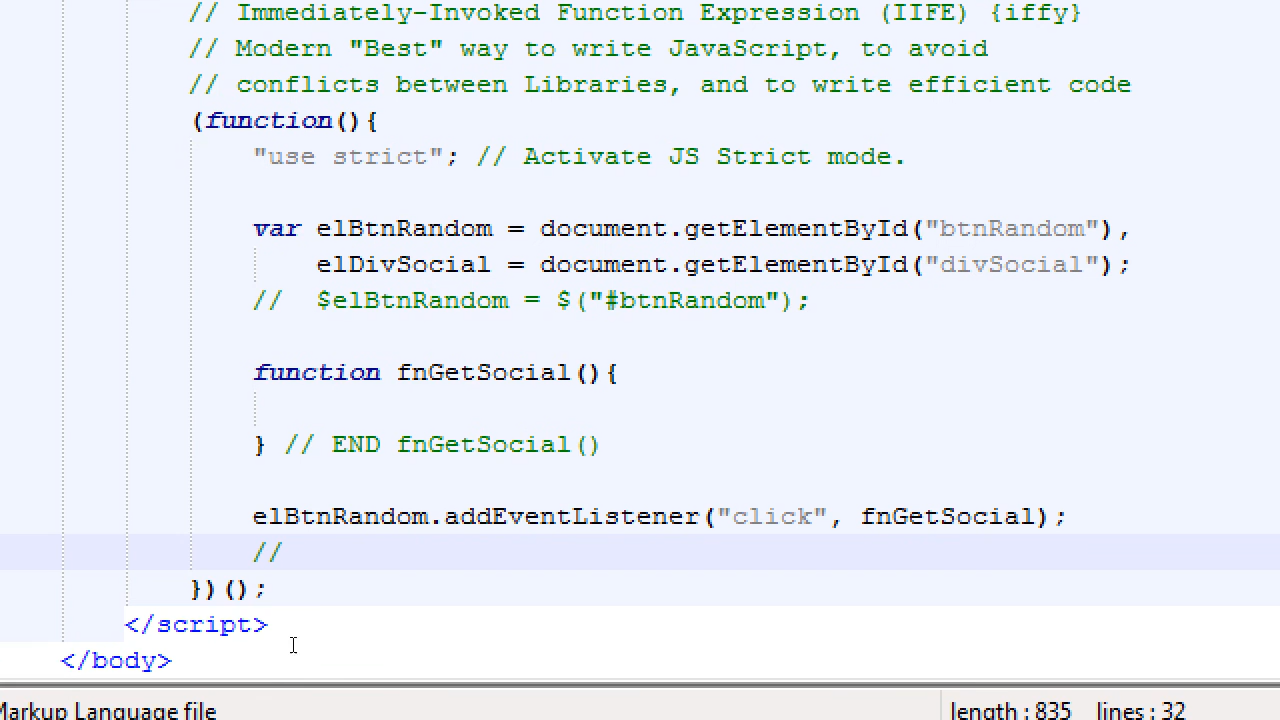 // Immediately-Invoked Function Expression (IIFE) {iffy}
// Modern "Best" way to write JavaScript, to avoid
// conflicts between Libraries, and to write efficient code
(function(){
"use strict"; // Activate JS Strict mode.
var elBtnRandom = document.getElementById("btnRandom"),
elDivSocial = document.getElementById("divSocial");
// $elBtnRandom = $("#btnRandom");
function fnGetSocial(){
} // END fnGetSocial()
elBtnRandom.addEventListener("click", fnGetSocial);
//
})();
</script>
</body>
Markup Language file length : 835 lines : 32